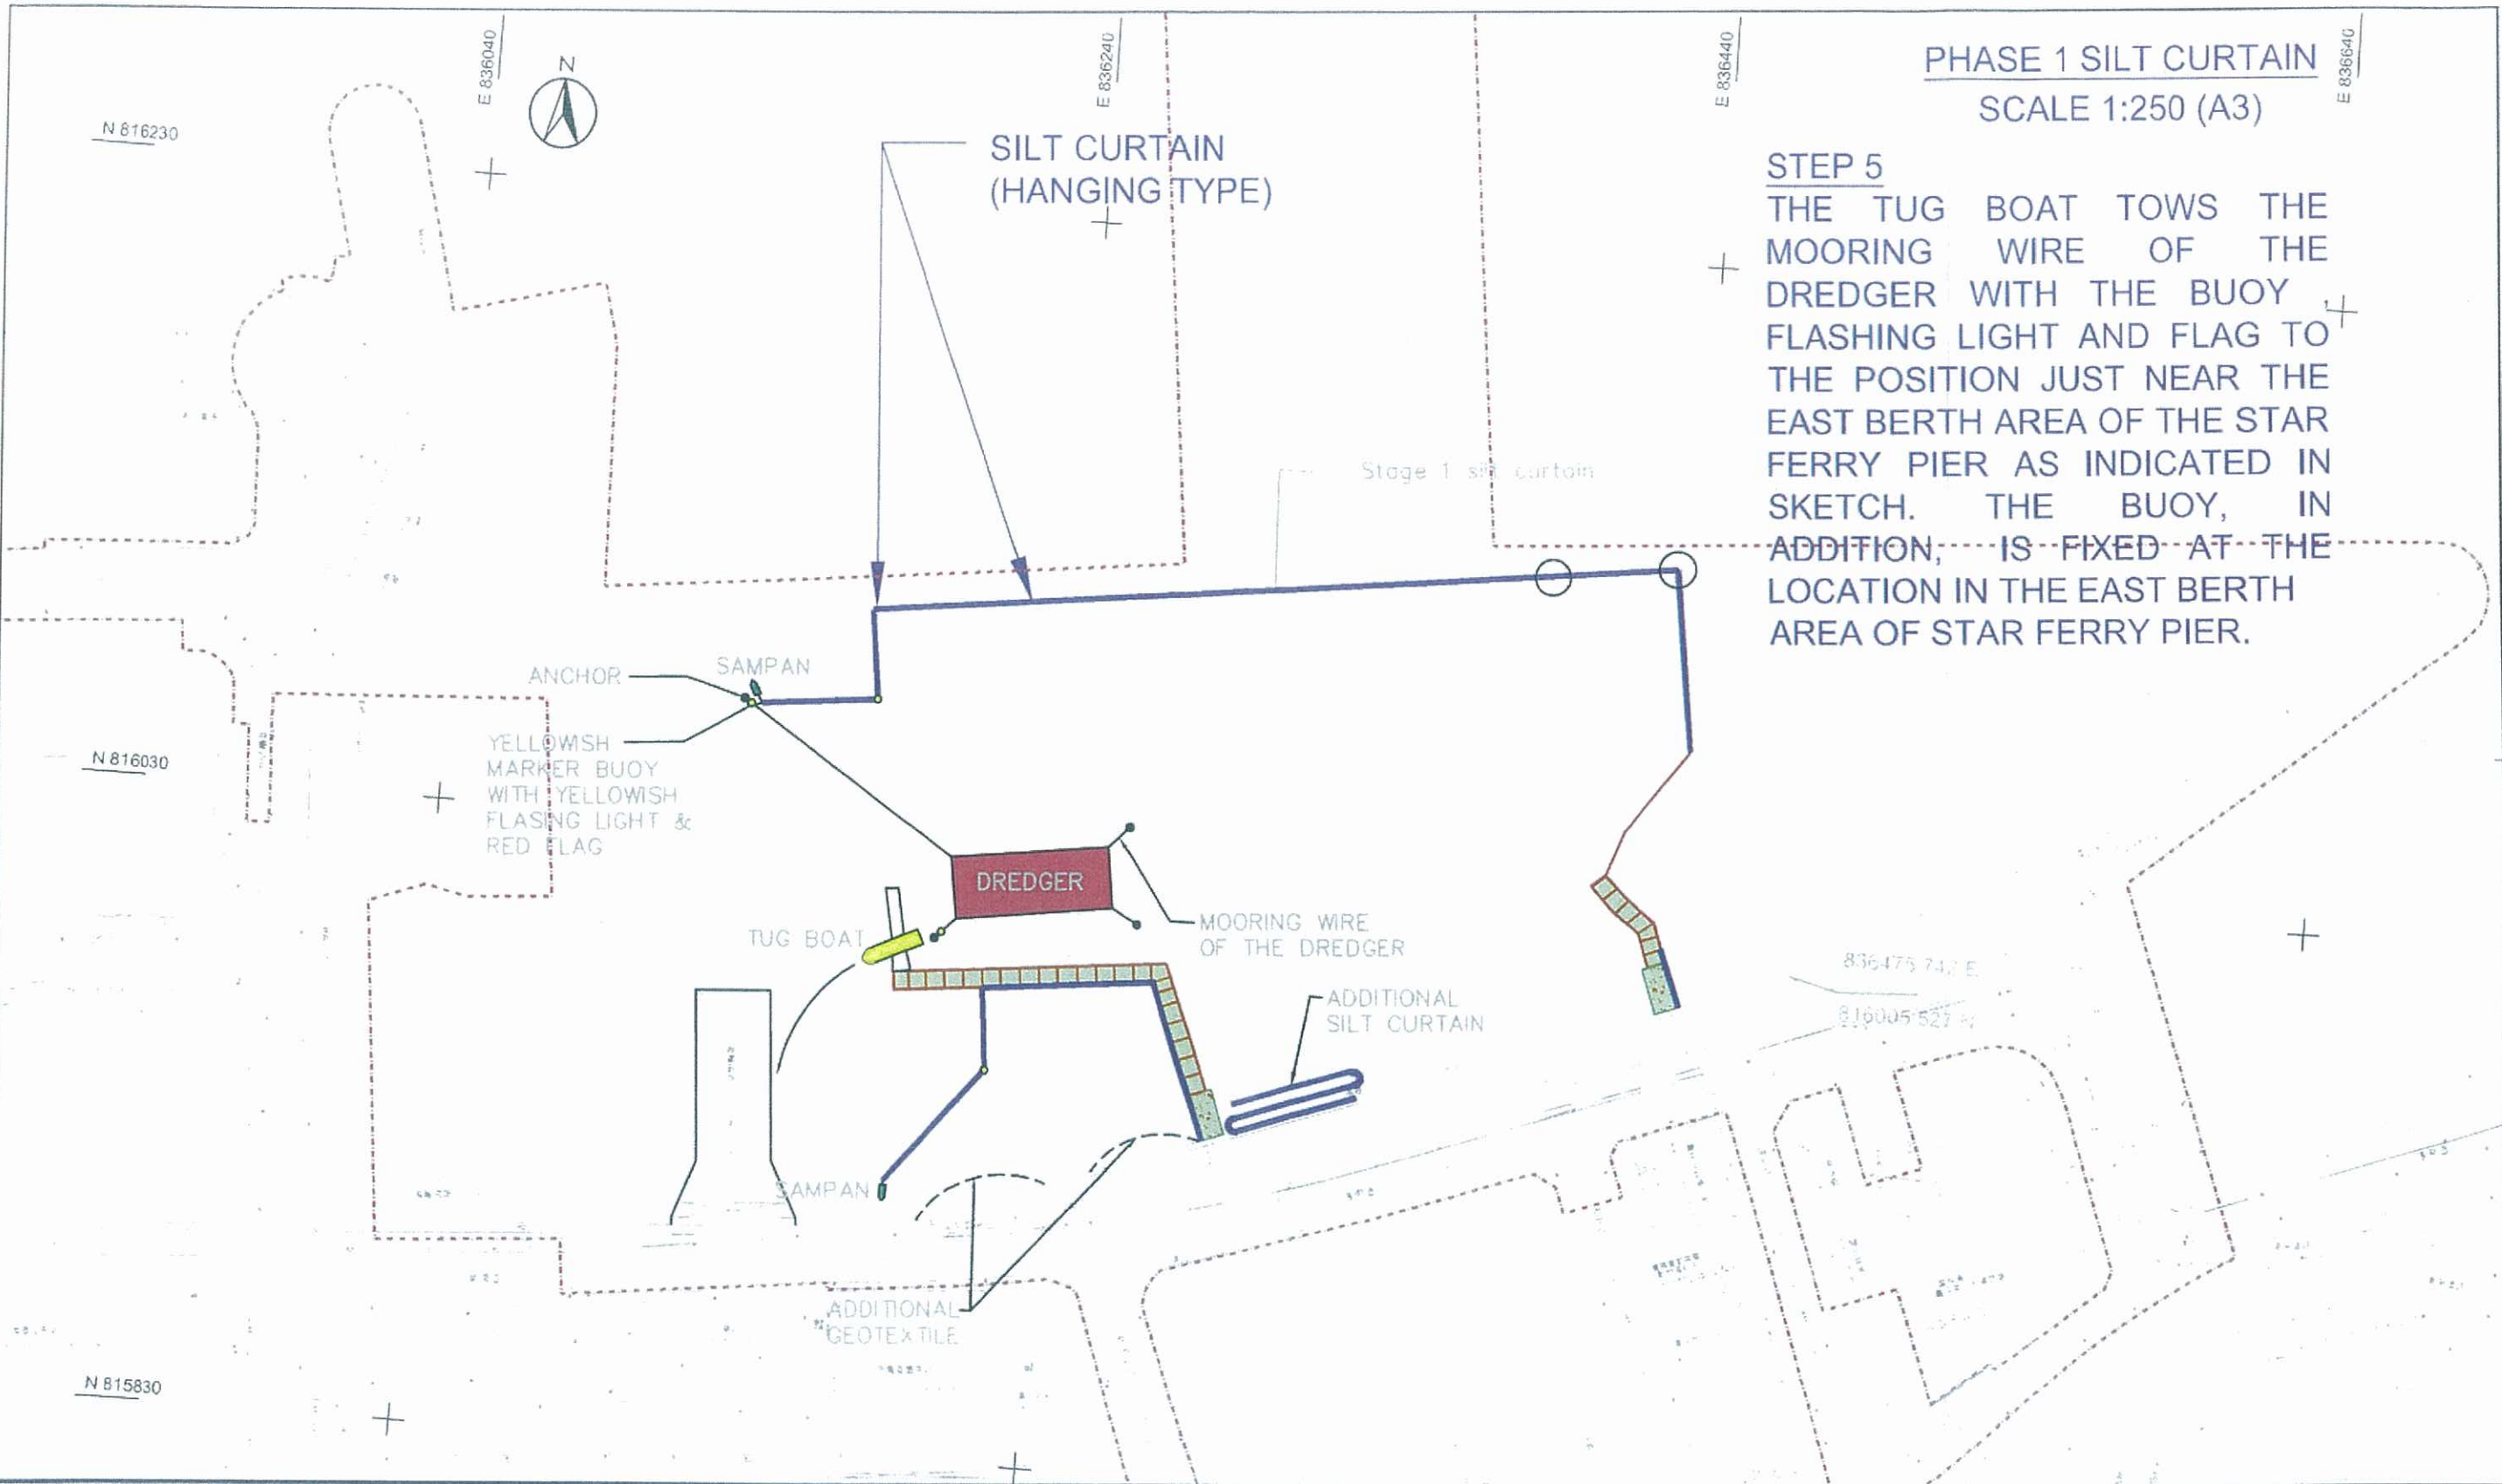 E 836040
E 836240
E 836440
E 836640
N 816230
N
PHASE 1 SILT CURTAIN
SCALE 1:250 (A3)
SILT CURTAIN
(HANGING TYPE)
STEP 5
THE TUG BOAT TOWS THE
MOORING WIRE OF THE
DREDGER WITH THE BUOY
FLASHING LIGHT AND FLAG TO
THE POSITION JUST NEAR THE
EAST BERTH AREA OF THE STAR
FERRY PIER AS INDICATED IN
SKETCH. THE BUOY, IN
ADDITION, IS FIXED AT THE
LOCATION IN THE EAST BERTH
AREA OF STAR FERRY PIER.
Stage 1 silt curtain
ANCHOR
SAMPAN
N 816030
YELLOWISH
MARKER BUOY
WITH YELLOWISH
FLASING LIGHT &
RED FLAG
DREDGER
TUG BOAT
MOORING WIRE
OF THE DREDGER
ADDITIONAL
SILT CURTAIN
SAMPAN
ADDITIONAL
GEOTEXTILE
N 815830